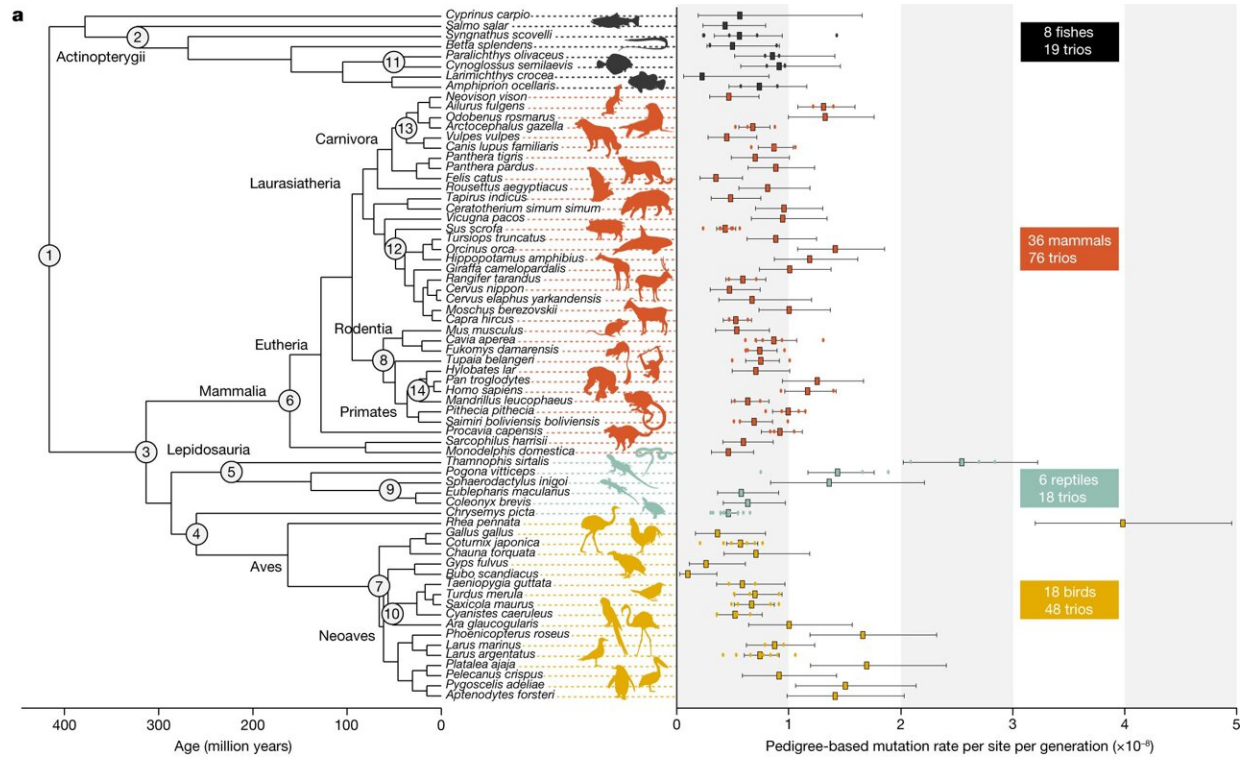 a
Cyprinus carpio
Salmo salar
Syngnathus scovelli
Betta splendens
Paralichthys olivaceus
Cynoglossus semilaevis
Larimichthys crocea
Amphiprion ocellaris
Neovison vison
Ailurus fulgens
Odobenus rosmarus
Arctocephalus gazella
Vulpes vulpes
Canis lupus familiaris
Panthera tigris
Panthera pardus
Felis catus
Rousettus aegyptiacus
Tapirus indicus
Ceratotherium simum simum
Vicugna pacos
Sus scrofa
Tursiops truncatus
Orcinus orca
Hippopotamus amphibius
Giraffa camelopardalis
Rangifer tarandus
Cervus nippon
Cervus elaphus yarkandensis
Moschus berezovskii
Capra hircus
Mus musculus
Cavia aperea
Fukomys damarensis
Tupaia belangeri
Hylobates lar
Pan troglodytes
Homo sapiens
Mandrillus leucophaeus
Pithecia pithecia
Saimiri boliviensis boliviensis
Procavia capensis
Sarcophilus harrisii
Monodelphis domestica
Thamnophis sirtalis
Pogona vitticeps
Sphaerodactylus inigoi
Eublepharis macularius
Coleonyx brevis
Chrysemys picta
Rhea pennata
Gallus gallus
Coturnix japonica
Chauna torquata
Gyps fulvus
Bubo scandiacus
Taeniopygia guttata
Turdus merula
Saxicola maurus
Cyanistes caeruleus
Ara glaucogularis
Phoenicopterus roseus
Larus marinus
Larus argentatus
Platalea ajaja
Pelecanus crispus
Pygoscelis adeliae
Aptenodytes forsteri
2
Actinopterygii
11
13
Carnivora
Laurasiatheria
12
1
Rodentia
Eutheria
8
Mammalia
14
6
Primates
3
Lepidosauria
5
9
4
Aves
7
10
Neoaves
8 fishes
19 trios
36 mammals
76 trios
6 reptiles
18 trios
18 birds
48 trios
400 300 200 100 0
Age (million years)
0 1 2 3 4 5
Pedigree-based mutation rate per site per generation (×10⁻⁸)